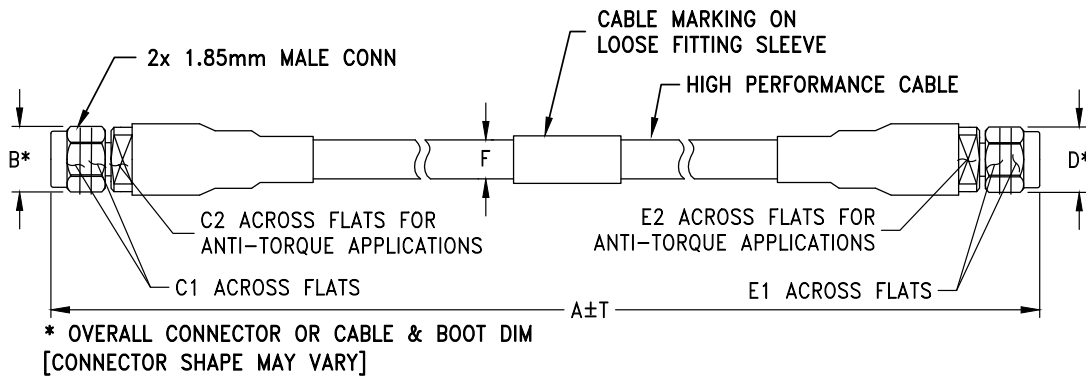 CABLE MARKING ON
LOOSE FITTING SLEEVE
2x 1.85mm MALE CONN
HIGH PERFORMANCE CABLE
B*
F
D*
C2 ACROSS FLATS FOR
ANTI-TORQUE APPLICATIONS
E2 ACROSS FLATS FOR
ANTI-TORQUE APPLICATIONS
C1 ACROSS FLATS
E1 ACROSS FLATS
A±T
* OVERALL CONNECTOR OR CABLE & BOOT DIM
[CONNECTOR SHAPE MAY VARY]